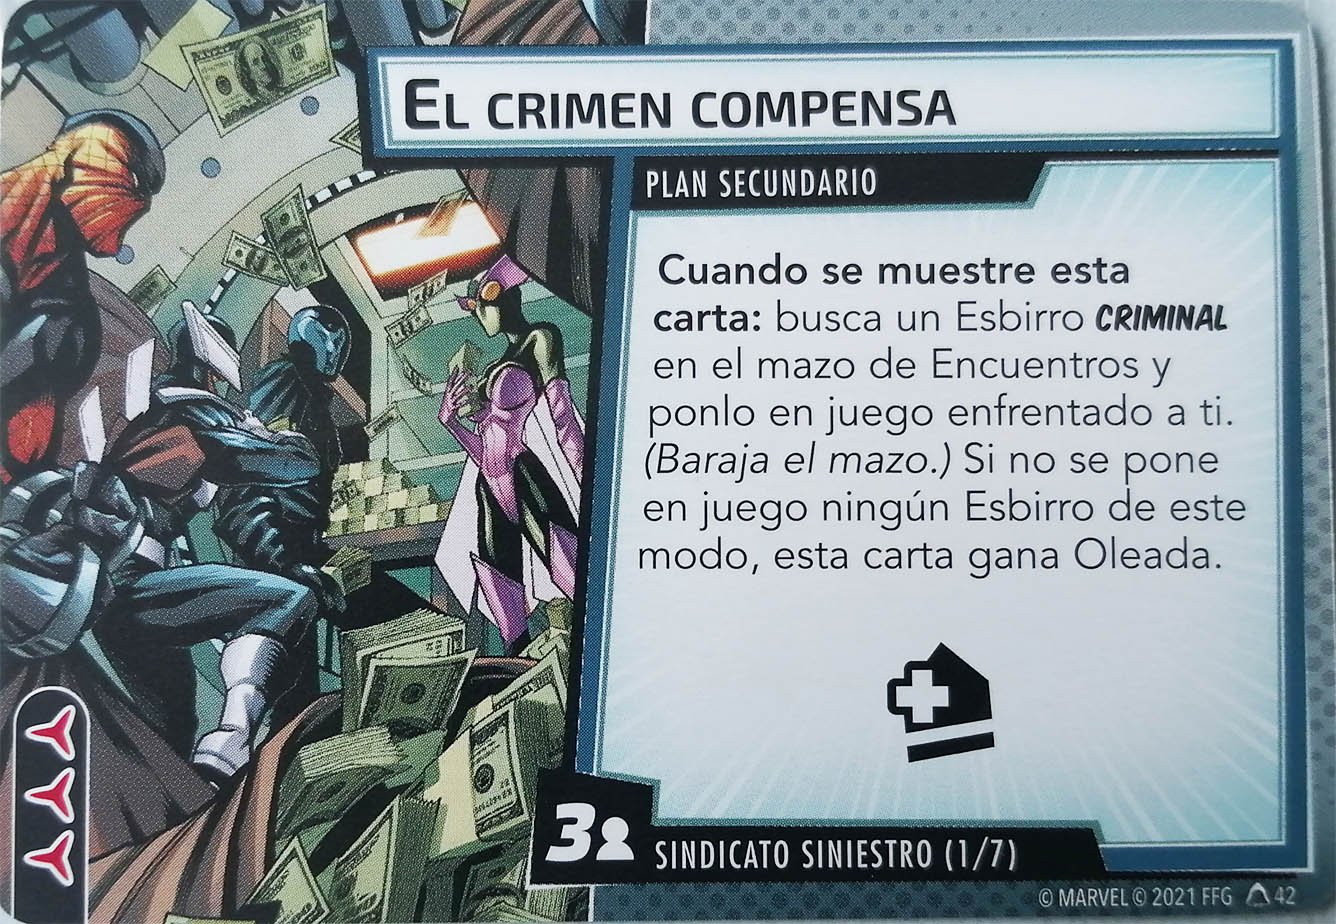 El crimen compensa
PLAN SECUNDARIO
Cuando se muestre esta
carta: busca un Esbirro CRIMINAL
en el mazo de Encuentros y
ponlo en juego enfrentado a ti.
(Baraja el mazo.) Si no se pone
en juego ningún Esbirro de este
modo, esta carta gana Oleada.
3
SINDICATO SINIESTRO (1/7)
© MARVEL © 2021 FFG 42